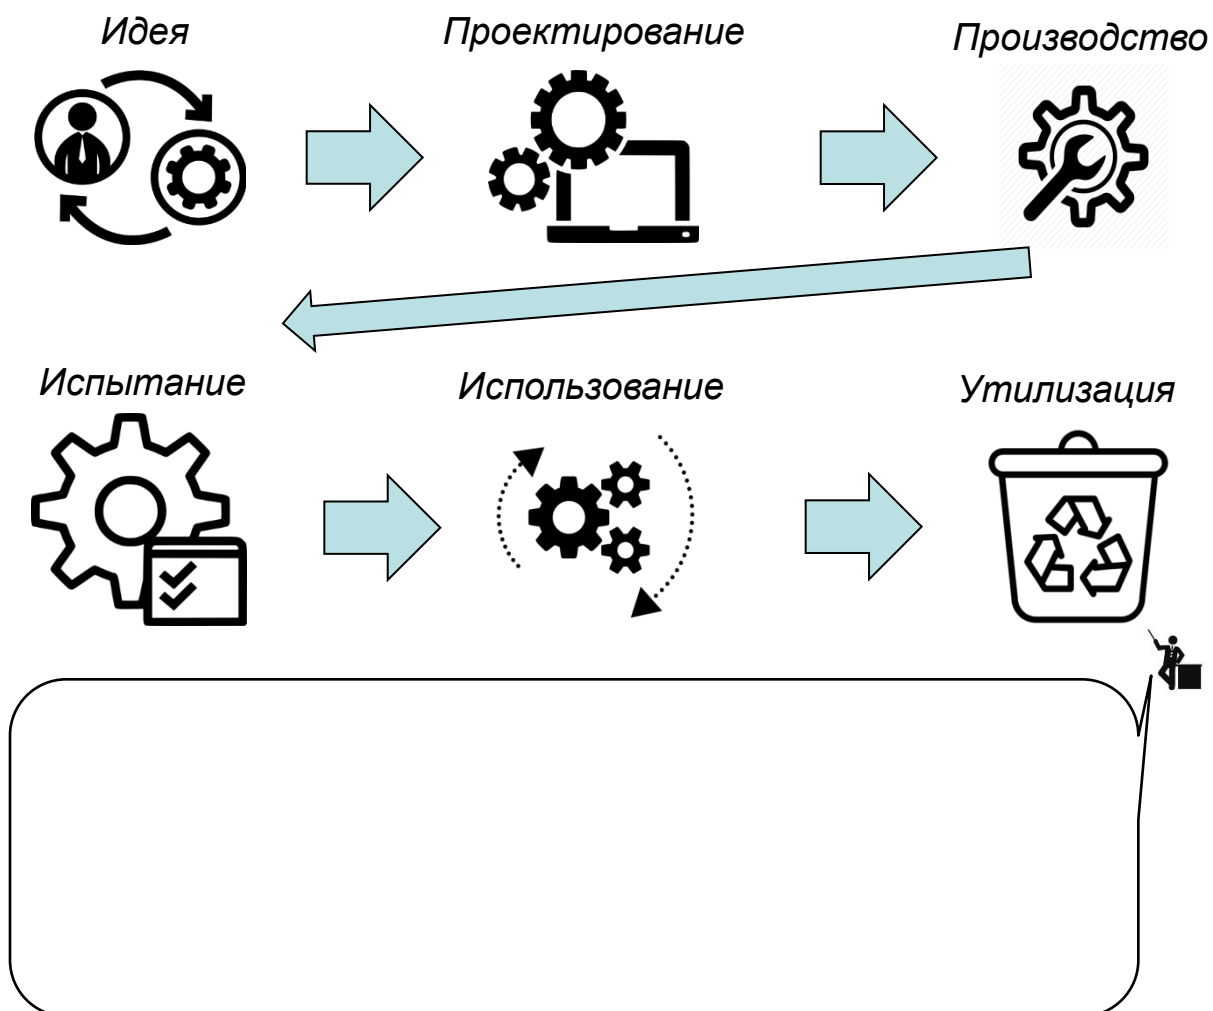 Идея
Проектирование
Производство
Испытание
Использование
Утилизация